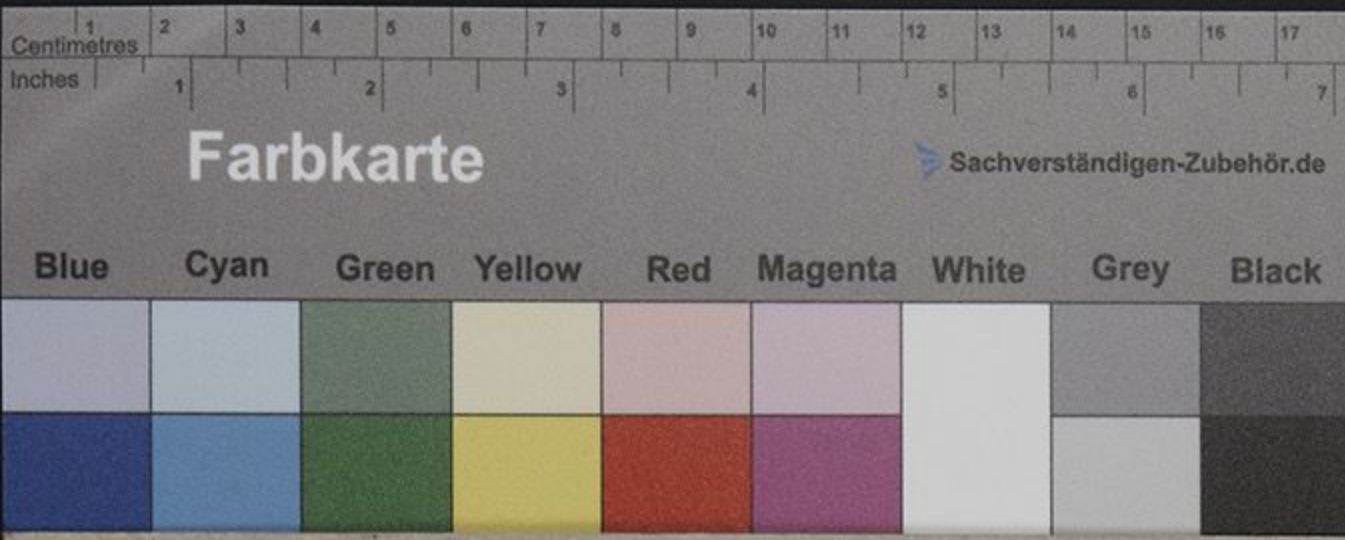 1 2 3 4 5 6 7 8 9 10 11 12 13 14 15 16 17
Centimetres
Inches
1 2 3 4 5 6 7
Farbkarte
Sachverständigen-Zubehör.de
Blue Cyan Green Yellow Red Magenta White Grey Black